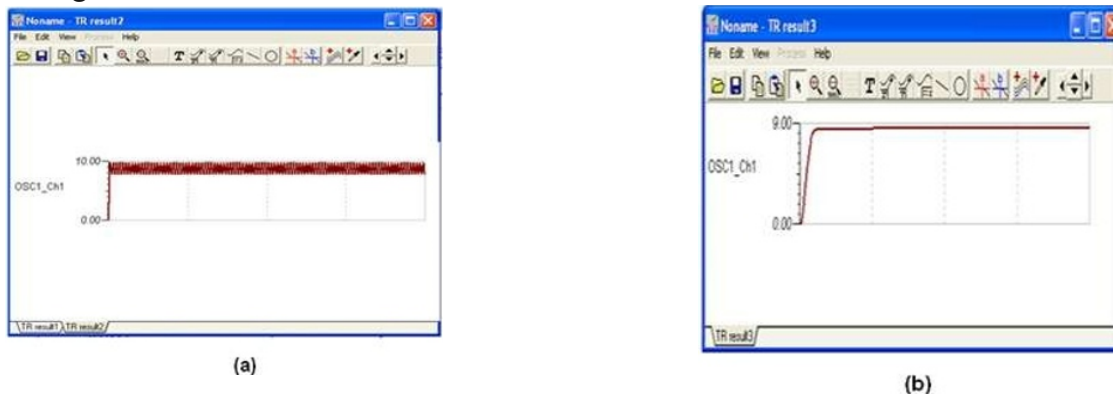 Noname - TR result2
File Edit View Process Help
T
a
b
10.00
OSC1_Ch1
0.00
TR result1 TR result2
(a)
Noname - TR result3
File Edit View Process Help
T
a
b
9.00
OSC1_Ch1
0.00
TR result3
(b)